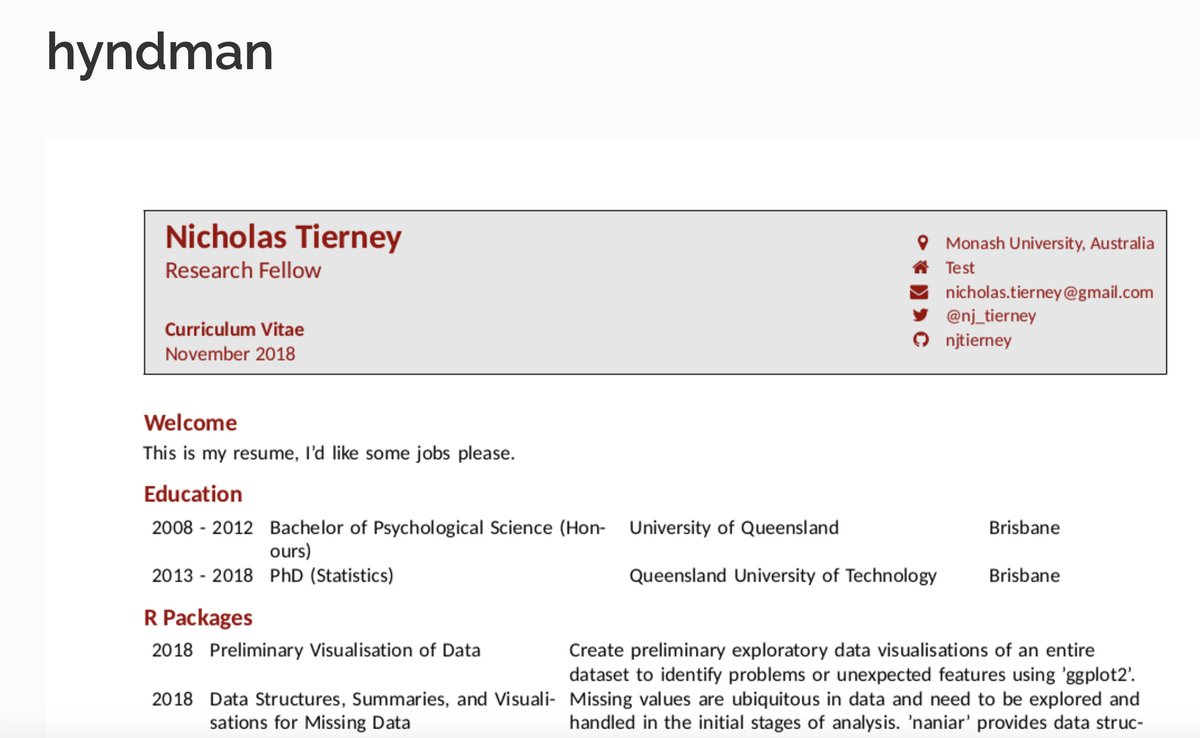 hyndman
Nicholas Tierney
Research Fellow
Curriculum Vitae
November 2018
Monash University, Australia
Test
nicholas.tierney@gmail.com
@nj_tierney
njtierney
Welcome
This is my resume, I'd like some jobs please.
Education
2008 - 2012 Bachelor of Psychological Science (Hon- University of Queensland Brisbane
ours)
2013 - 2018 PhD (Statistics) Queensland University of Technology Brisbane
R Packages
2018 Preliminary Visualisation of Data Create preliminary exploratory data visualisations of an entire
dataset to identify problems or unexpected features using 'ggplot2'.
2018 Data Structures, Summaries, and Visuali- Missing values are ubiquitous in data and need to be explored and
sations for Missing Data handled in the initial stages of analysis. 'naniar' provides data struc-